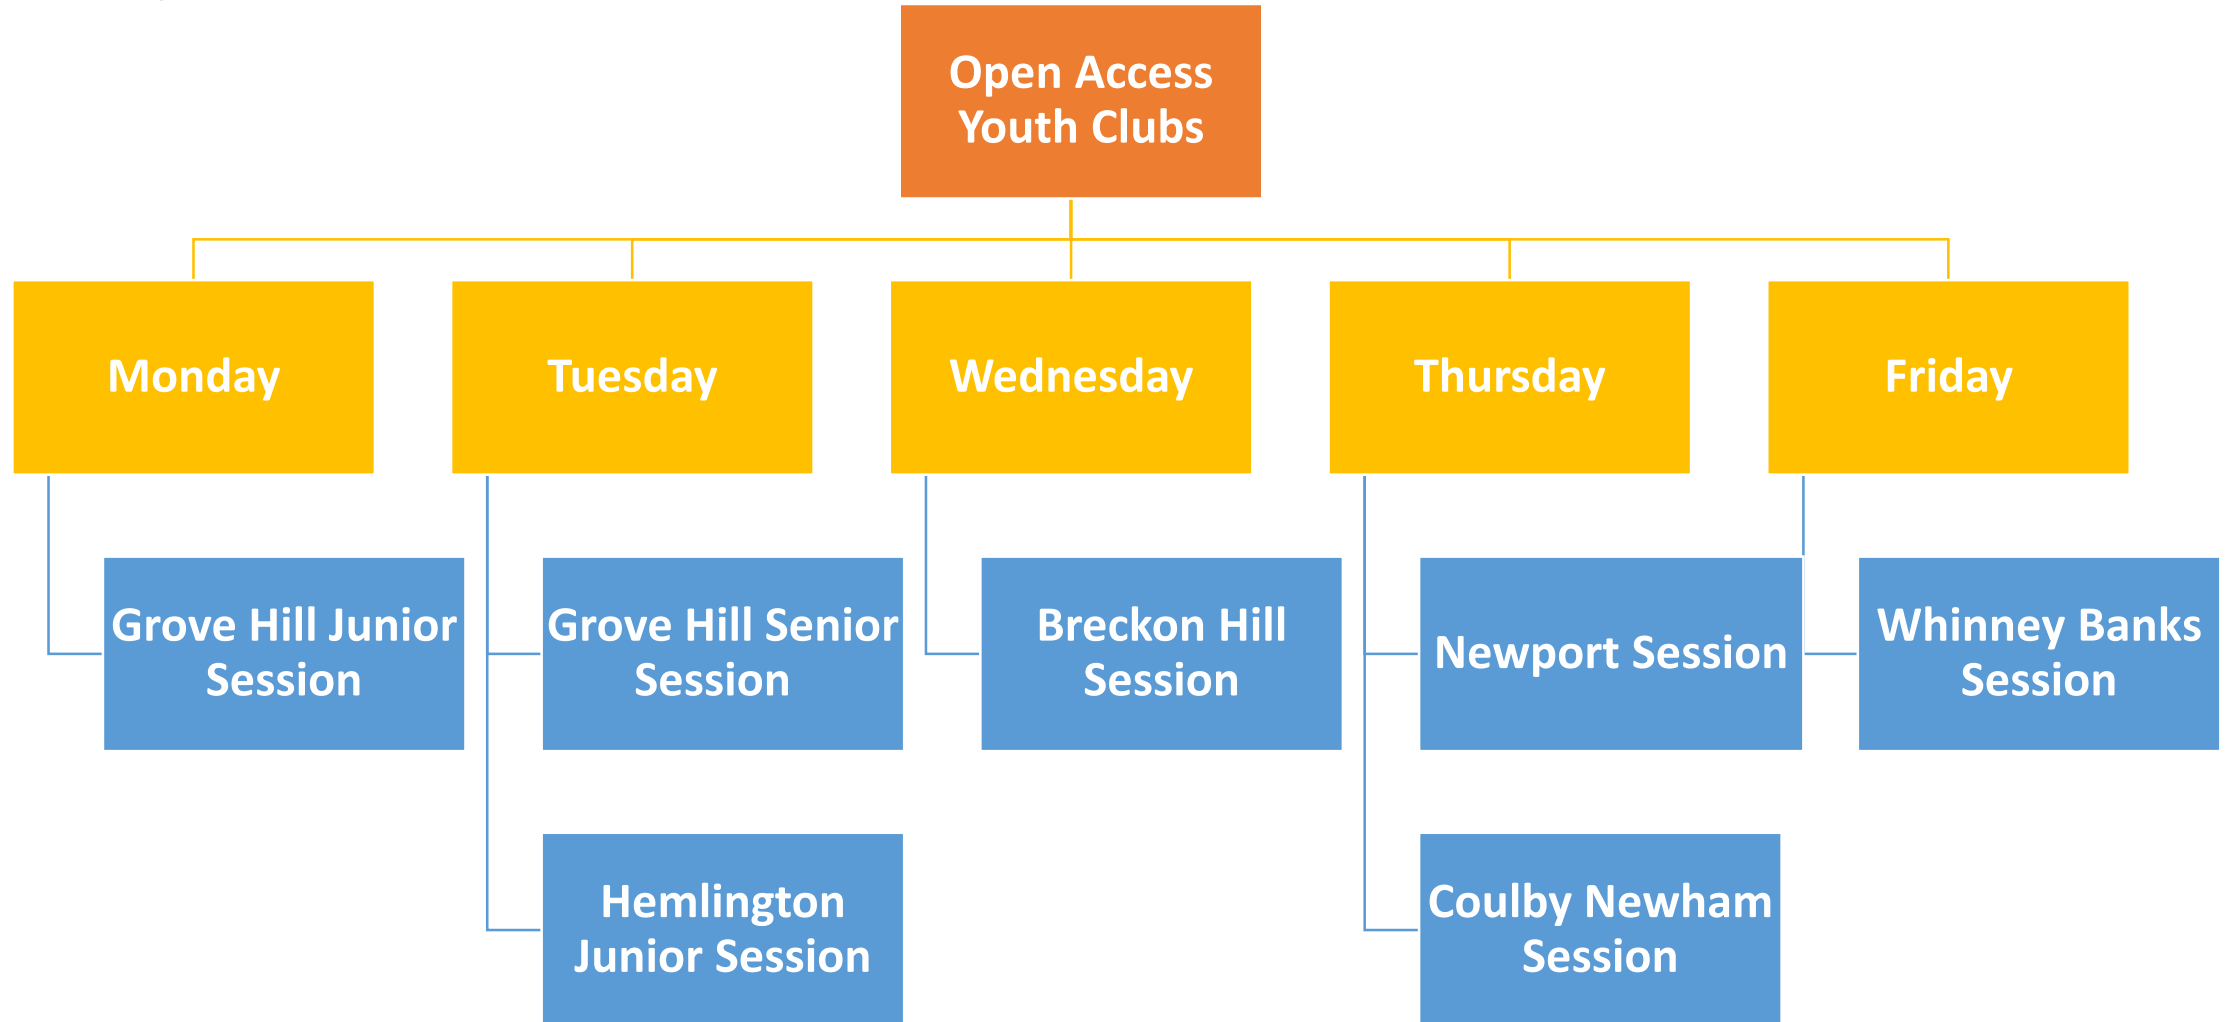 Open Access
Youth Clubs
Monday
Tuesday
Wednesday
Thursday
Friday
Grove Hill Junior
Session
Grove Hill Senior
Session
Breckon Hill
Session
Newport Session
Whinney Banks
Session
Hemlington
Junior Session
Coulby Newham
Session